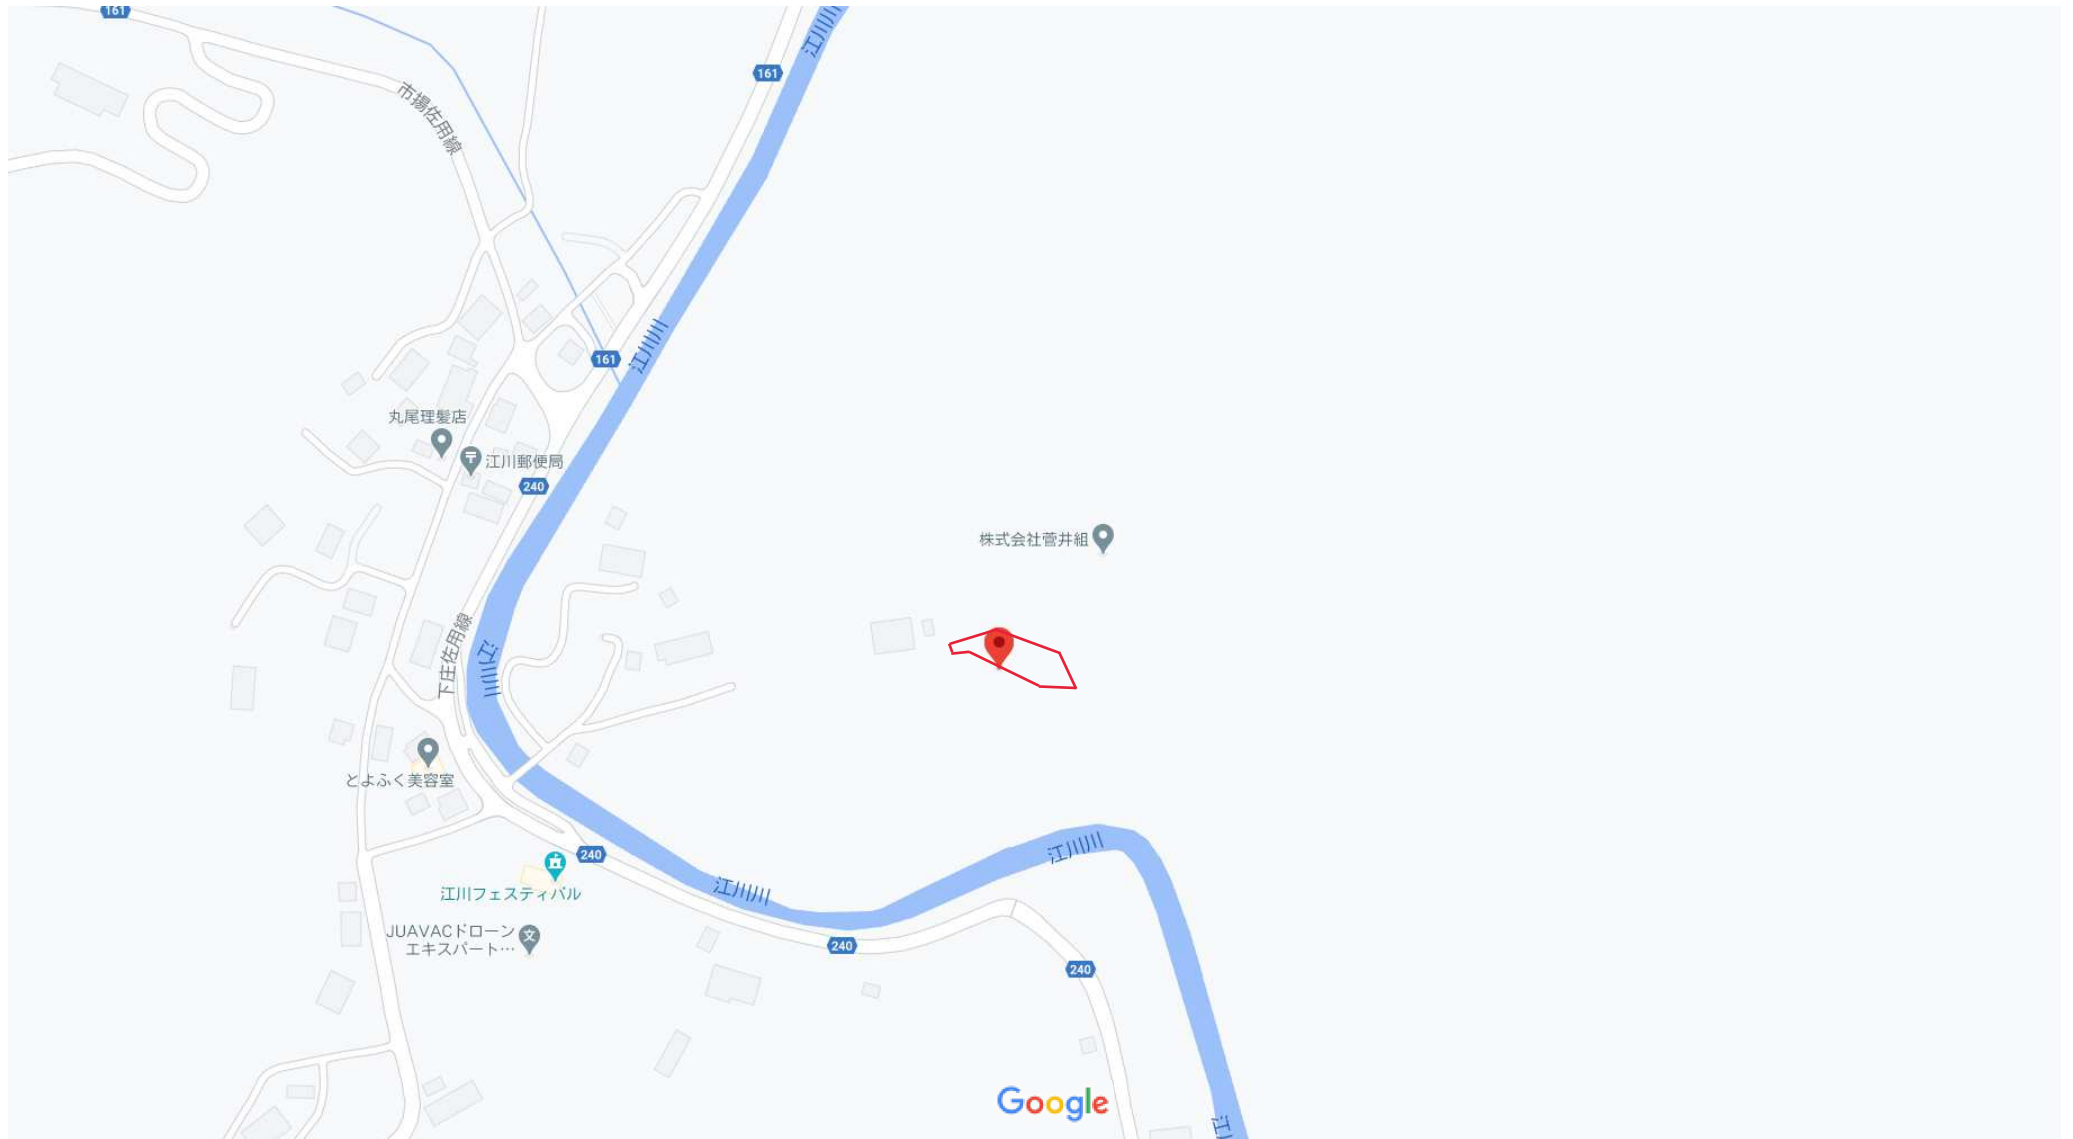 161
江川川
161
市揚佐用線
江川川
161
丸尾理髪店
江川郵便局
240
株式会社菅井組
下庄佐用線
江川川
とよふく美容室
江川川
240
江川フェスティバル
江川川
JUAVACドローン
エキスパート…
240
240
Google